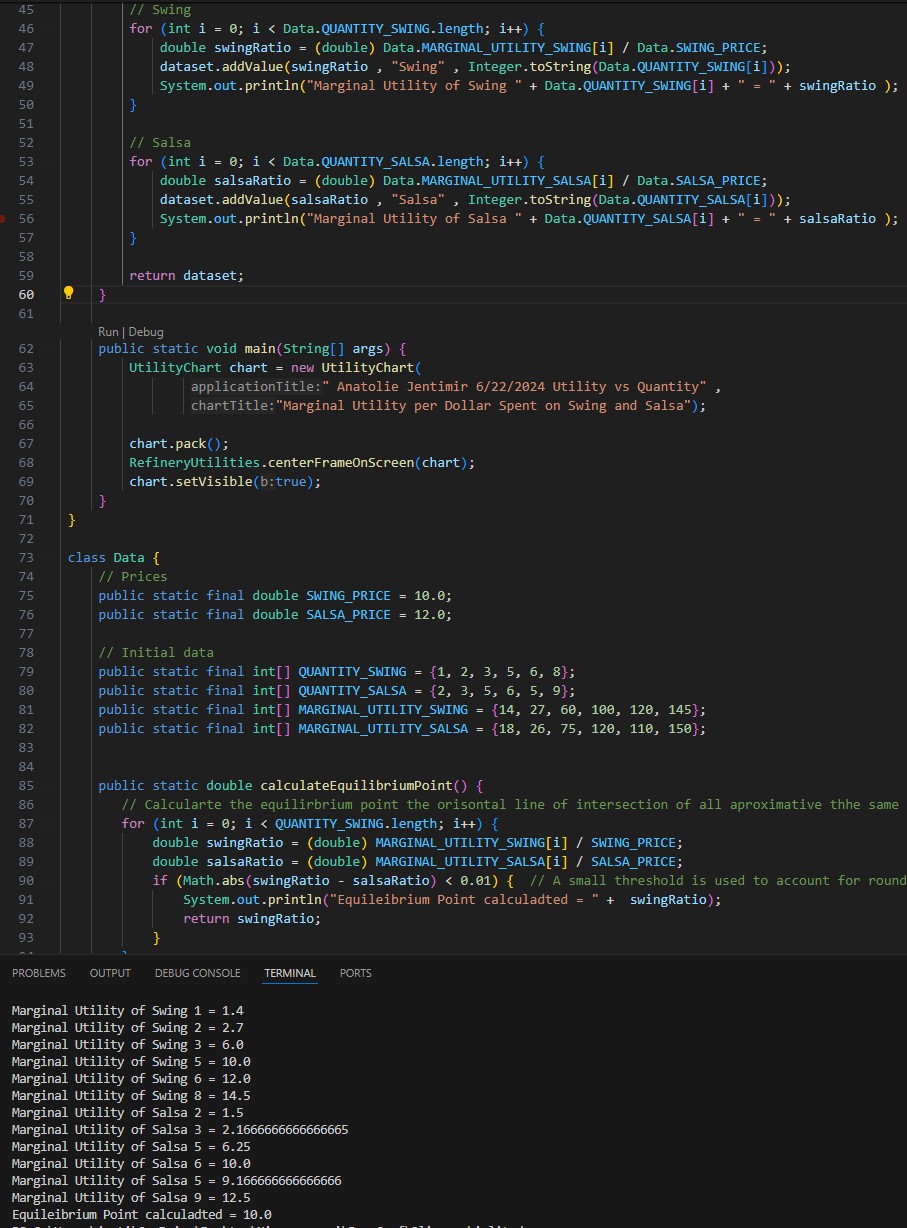 45 // Swing
46 for (int i = 0; i < Data.QUANTITY_SWING.length; i++) {
47 double swingRatio = (double) Data.MARGINAL_UTILITY_SWING[i] / Data.SWING_PRICE;
48 dataset.addValue(swingRatio , "Swing" , Integer.toString(Data.QUANTITY_SWING[i]));
49 System.out.println("Marginal Utility of Swing " + Data.QUANTITY_SWING[i] + " = " + swingRatio );
50 }
51
52 // Salsa
53 for (int i = 0; i < Data.QUANTITY_SALSA.length; i++) {
54 double salsaRatio = (double) Data.MARGINAL_UTILITY_SALSA[i] / Data.SALSA_PRICE;
55 dataset.addValue(salsaRatio , "Salsa" , Integer.toString(Data.QUANTITY_SALSA[i]));
56 System.out.println("Marginal Utility of Salsa " + Data.QUANTITY_SALSA[i] + " = " + salsaRatio );
57 }
58
59 return dataset;
60 }
61
Run | Debug
62 public static void main(String[] args) {
63 UtilityChart chart = new UtilityChart(
64 applicationTitle:" Anatolie Jentimir 6/22/2024 Utility vs Quantity" ,
65 chartTitle:"Marginal Utility per Dollar Spent on Swing and Salsa");
66
67 chart.pack();
68 RefineryUtilities.centerFrameOnScreen(chart);
69 chart.setVisible(b:true);
70 }
71 }
72
73 class Data {
74 // Prices
75 public static final double SWING_PRICE = 10.0;
76 public static final double SALSA_PRICE = 12.0;
77
78 // Initial data
79 public static final int[] QUANTITY_SWING = {1, 2, 3, 5, 6, 8};
80 public static final int[] QUANTITY_SALSA = {2, 3, 5, 6, 5, 9};
81 public static final int[] MARGINAL_UTILITY_SWING = {14, 27, 60, 100, 120, 145};
82 public static final int[] MARGINAL_UTILITY_SALSA = {18, 26, 75, 120, 110, 150};
83
84
85 public static double calculateEquilibriumPoint() {
86 // Calcularte the equilirbrium point the orisontal line of intersection of all aproximative thhe same
87 for (int i = 0; i < QUANTITY_SWING.length; i++) {
88 double swingRatio = (double) MARGINAL_UTILITY_SWING[i] / SWING_PRICE;
89 double salsaRatio = (double) MARGINAL_UTILITY_SALSA[i] / SALSA_PRICE;
90 if (Math.abs(swingRatio - salsaRatio) < 0.01) { // A small threshold is used to account for round
91 System.out.println("Equileibrium Point calculadted = " + swingRatio);
92 return swingRatio;
93 }
PROBLEMS OUTPUT DEBUG CONSOLE TERMINAL PORTS
Marginal Utility of Swing 1 = 1.4
Marginal Utility of Swing 2 = 2.7
Marginal Utility of Swing 3 = 6.0
Marginal Utility of Swing 5 = 10.0
Marginal Utility of Swing 6 = 12.0
Marginal Utility of Swing 8 = 14.5
Marginal Utility of Salsa 2 = 1.5
Marginal Utility of Salsa 3 = 2.1666666666666665
Marginal Utility of Salsa 5 = 6.25
Marginal Utility of Salsa 6 = 10.0
Marginal Utility of Salsa 5 = 9.166666666666666
Marginal Utility of Salsa 9 = 12.5
Equileibrium Point calculadted = 10.0